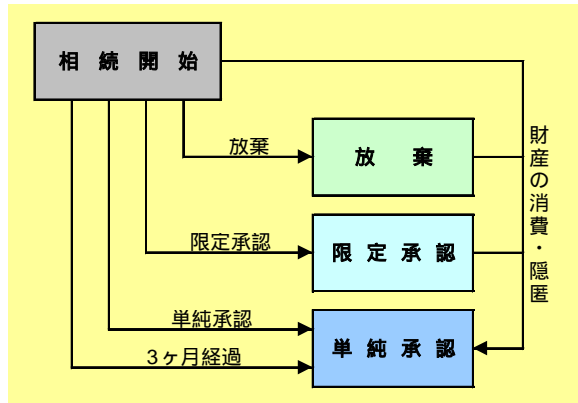 相続開始
放棄
放棄
限定承認
限定承認
単純承認
3ヶ月経過
単純承認
財産の消費・隠匿